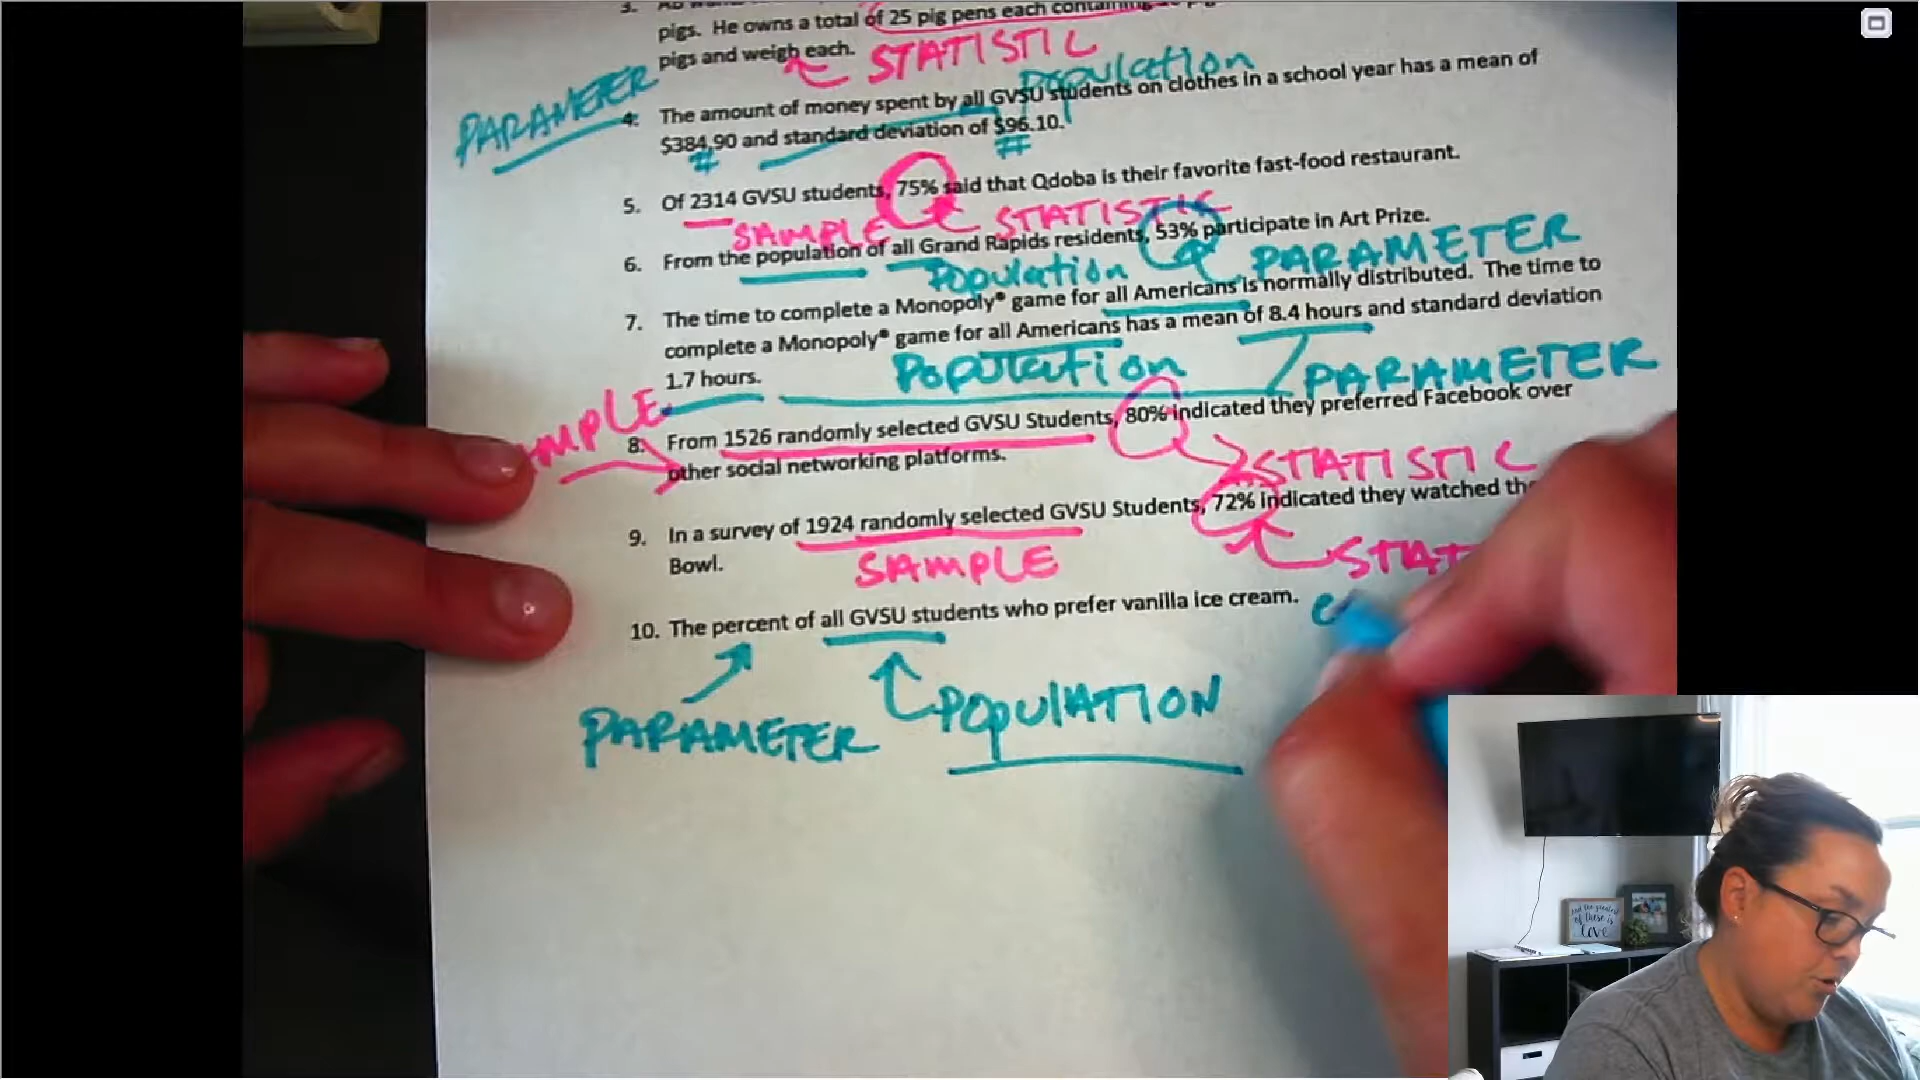 pigs. He owns a total of 25 pig pens each containing
pigs and weigh each.
STATISTIC
Population
PARAMETER
4. The amount of money spent by all GVSU students on clothes in a school year has a mean of
$384.90 and standard deviation of $96.10.
# #
5. Of 2314 GVSU students, 75% said that Qdoba is their favorite fast-food restaurant.
SAMPLE STATISTIC
6. From the population of all Grand Rapids residents, 53% participate in Art Prize.
Population PARAMETER
7. The time to complete a Monopoly® game for all Americans is normally distributed. The time to
complete a Monopoly® game for all Americans has a mean of 8.4 hours and standard deviation
1.7 hours.
Population PARAMETER
8. From 1526 randomly selected GVSU Students, 80% indicated they preferred Facebook over
other social networking platforms.
STATISTIC
9. In a survey of 1924 randomly selected GVSU Students, 72% indicated they watched the
Bowl.
SAMPLE
10. The percent of all GVSU students who prefer vanilla ice cream.
PARAMETER
POPULATION
love